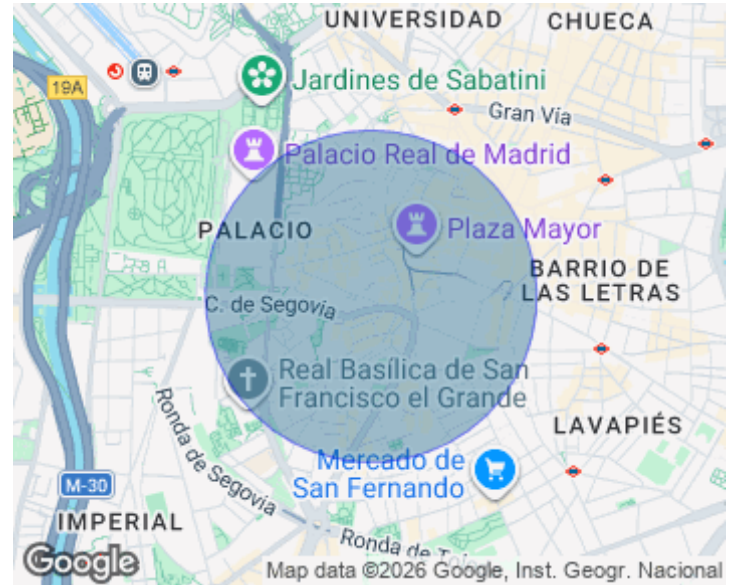 UNIVERSIDAD
CHUECA
19A
Jardines de Sabatini
Gran Vía
Palacio Real de Madrid
PALACIO
Plaza Mayor
BARRIO DE
LAS LETRAS
C. de Segovia
Real Basílica de San
Francisco el Grande
LAVAPIÉS
Ronda de Segovia
Mercado de
San Fernando
M-30
IMPERIAL
Ronda de
Google
Map data ©2026 Google, Inst. Geogr. Nacional